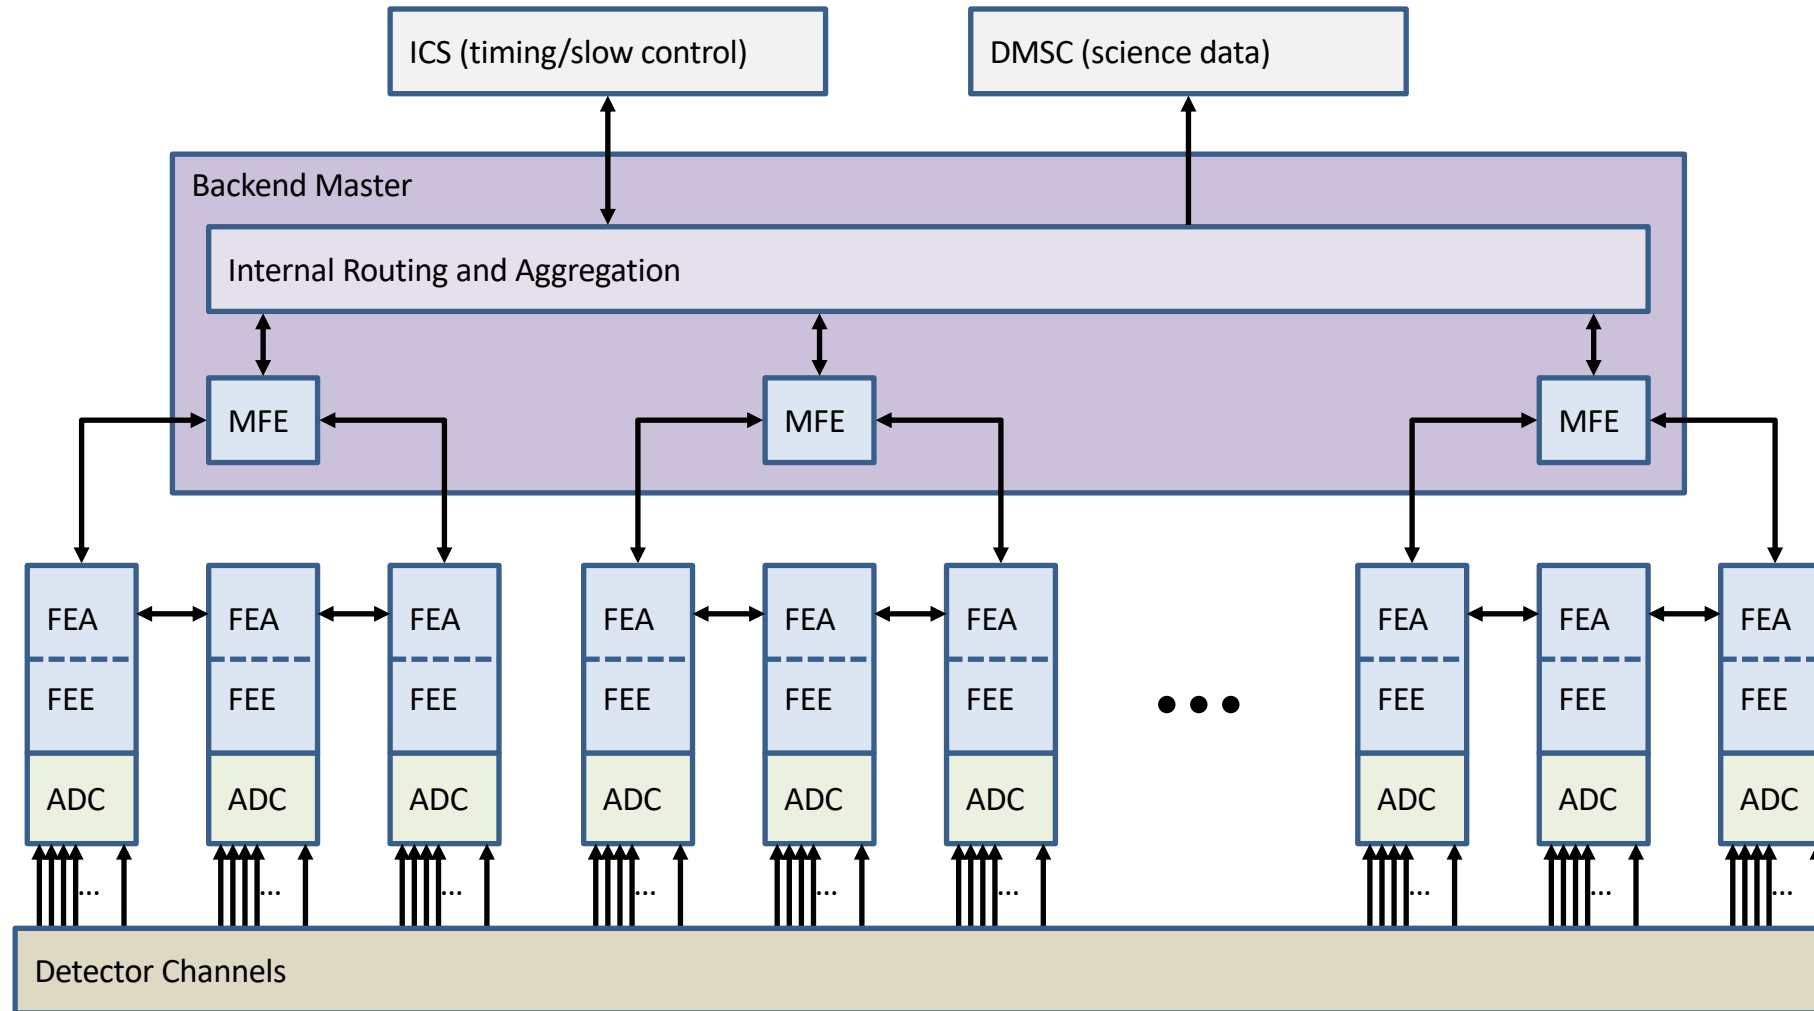 ICS (timing/slow control)
DMSC (science data)
Backend Master
Internal Routing and Aggregation
MFE
MFE
MFE
FEA
FEA
FEA
FEA
FEA
FEA
FEA
FEA
FEA
FEE
FEE
FEE
FEE
FEE
FEE
FEE
FEE
FEE
ADC
ADC
ADC
ADC
ADC
ADC
ADC
ADC
ADC
...
...
...
...
...
...
...
...
...
Detector Channels